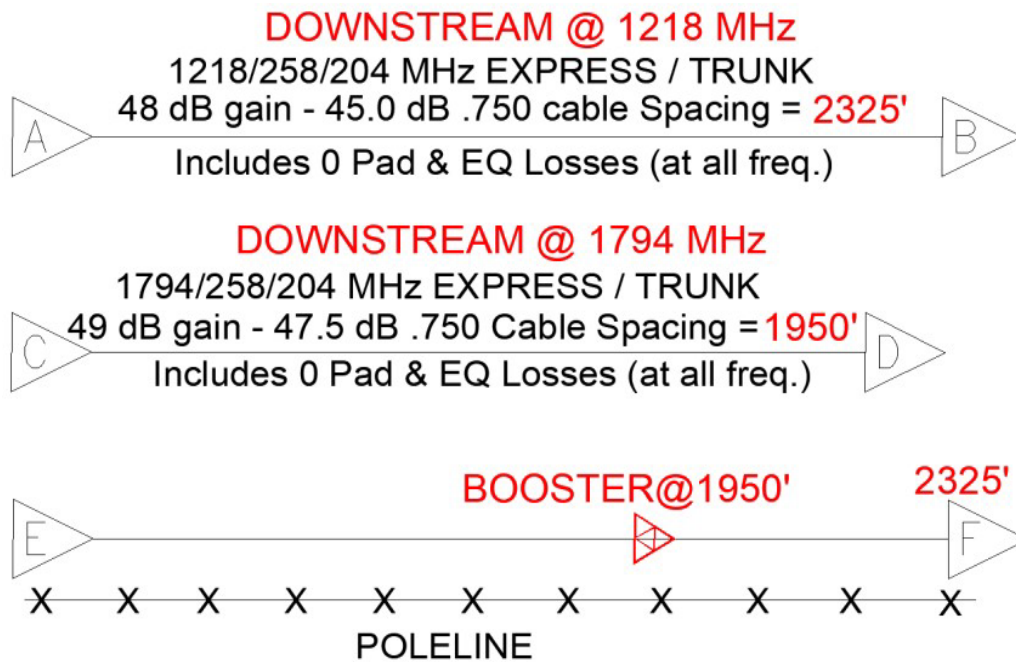 DOWNSTREAM @ 1218 MHz
1218/258/204 MHz EXPRESS / TRUNK
48 dB gain - 45.0 dB .750 cable Spacing = 2325'
A
B
Includes 0 Pad & EQ Losses (at all freq.)
DOWNSTREAM @ 1794 MHz
1794/258/204 MHz EXPRESS / TRUNK
49 dB gain - 47.5 dB .750 Cable Spacing = 1950'
C
D
Includes 0 Pad & EQ Losses (at all freq.)
BOOSTER@1950'
2325'
E
F
X X X X X X X X X X X
POLELINE